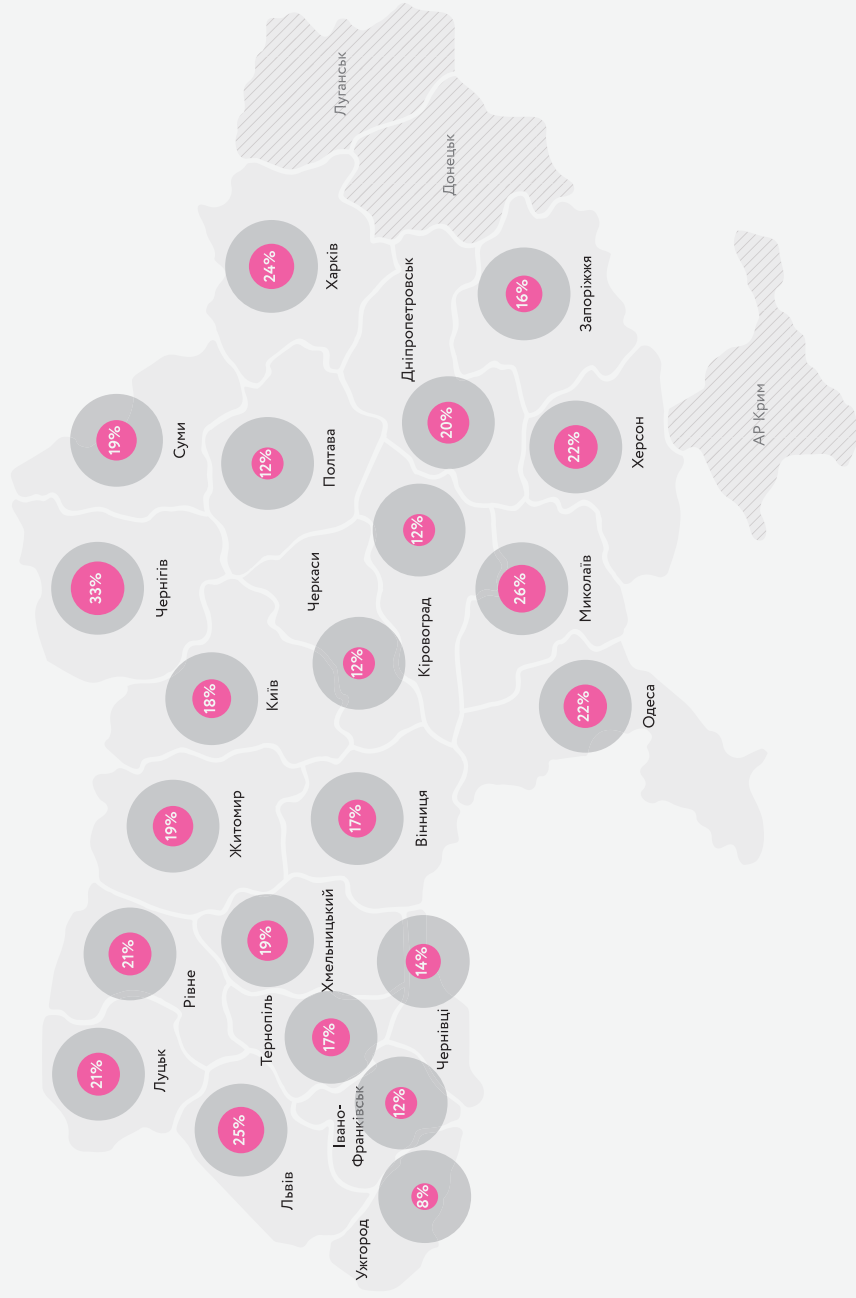 33%
Чернігів
21%
Луцьк
19%
Суми
21%
Рівне
19%
Житомир
18%
Київ
25%
Львів
19%
Хмельницький
12%
Полтава
24%
Харків
17%
Тернопіль
Луганськ
17%
Вінниця
12%
Черкаси
12%
Івано-
Франківськ
8%
Ужгород
14%
Чернівці
12%
Кіровоград
20%
Дніпропетровськ
Донецьк
26%
Миколаїв
16%
Запоріжжя
22%
Херсон
22%
Одеса
АР Крим